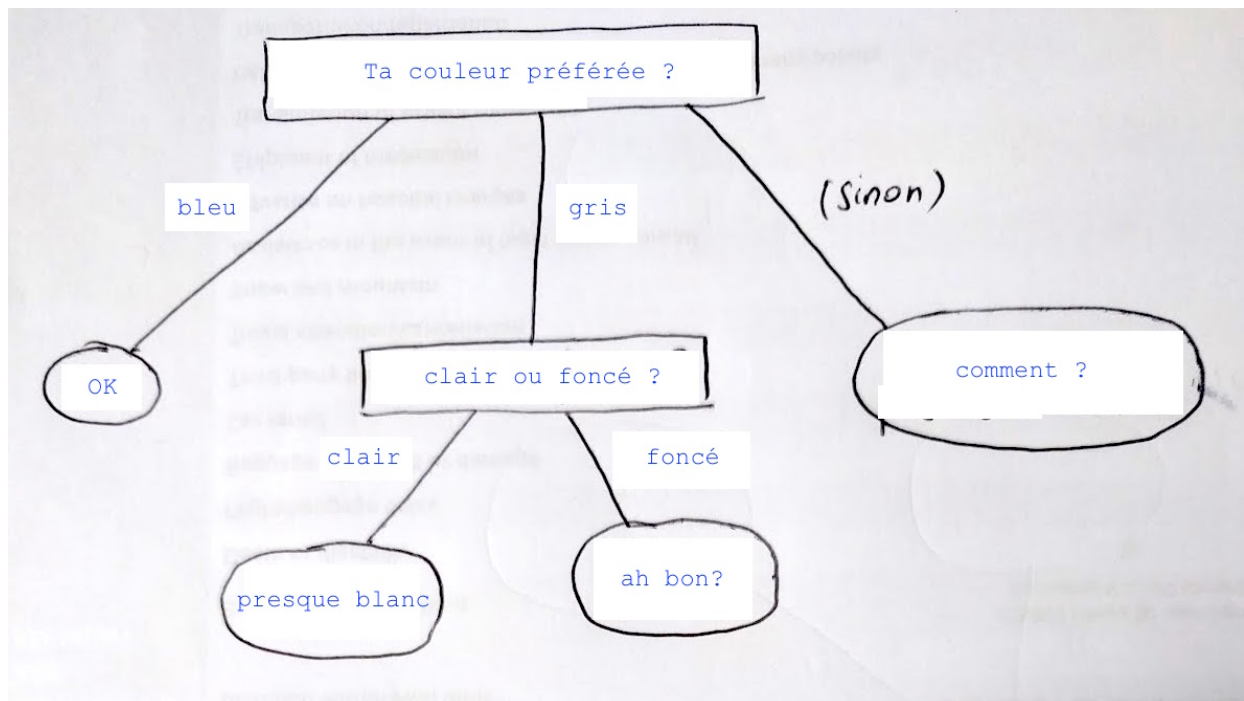 Ta couleur préférée ?
bleu
gris
(sinon)
OK
clair ou foncé ?
comment ?
clair
foncé
presque blanc
ah bon?